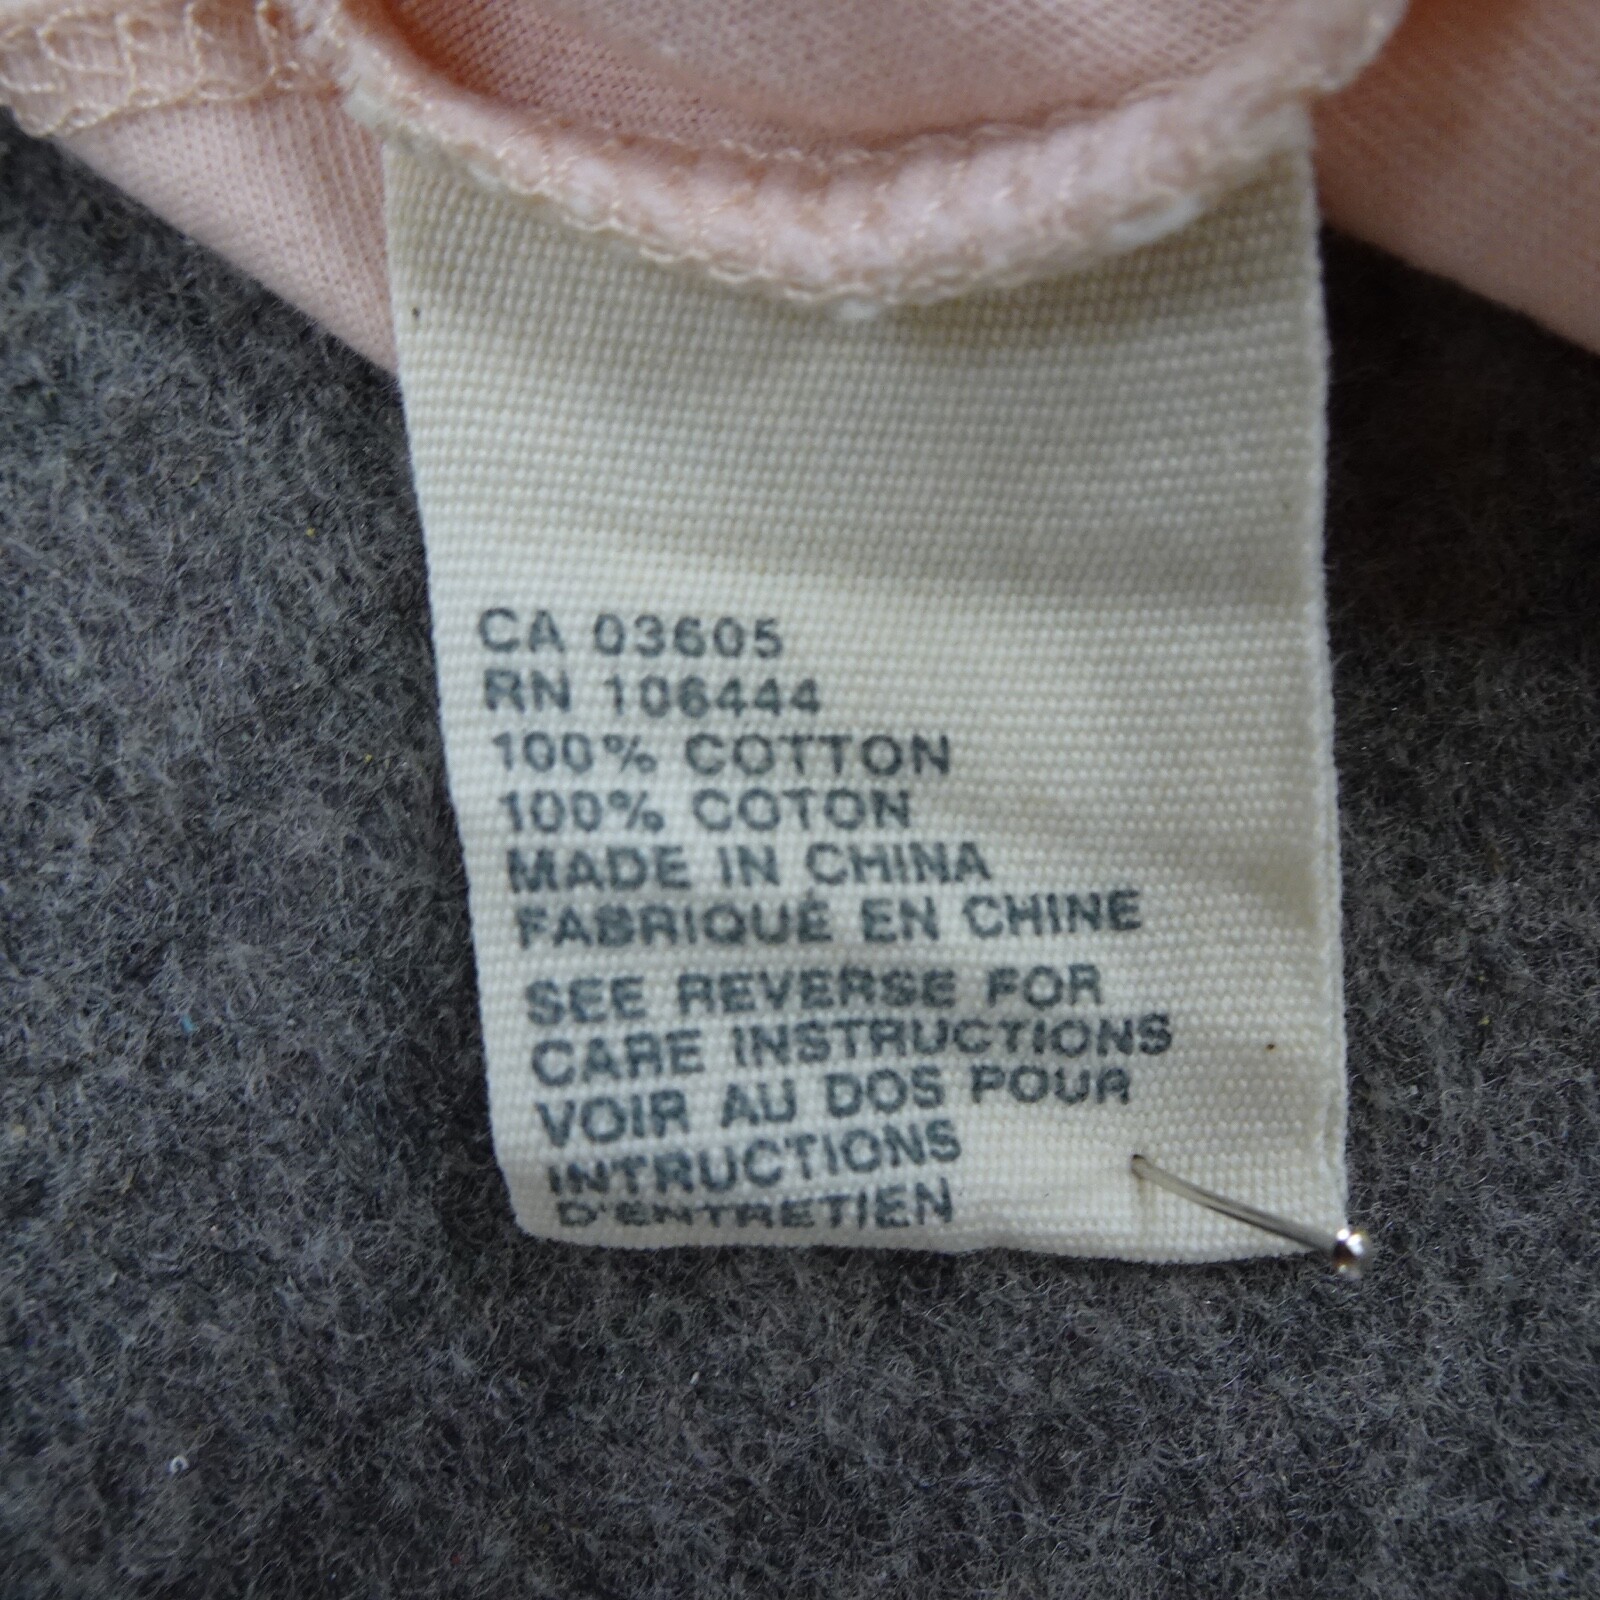 CA 03605
RN 106444
100% COTTON
100% COTON
MADE IN CHINA
FABRIQUÉ EN CHINE
SEE REVERSE FOR
CARE INSTRUCTIONS
VOIR AU DOS POUR
INTRUCTIONS
D'ENTRETIEN